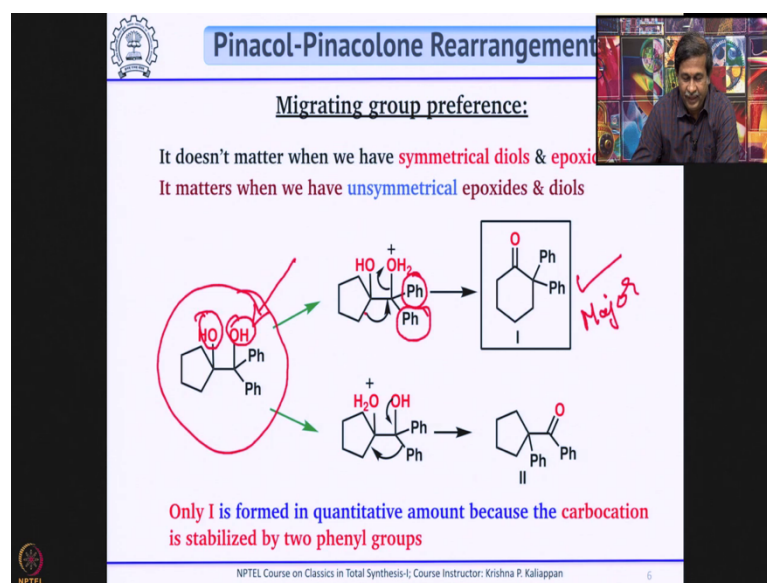 Pinacol-Pinacolone Rearrangement
Migrating group preference:
It doesn't matter when we have symmetrical diols &
It matters when we have unsymmetrical epoxides & diols
+
HO OH2
Ph
Ph
O
Ph
Ph
I
Major
HO OH
Ph
Ph
+
H2O OH
Ph
Ph
O
Ph Ph
II
Only I is formed in quantitative amount because the carbocation
is stabilized by two phenyl groups
NPTEL
NPTEL Course on Classics in Total Synthesis-I; Course Instructor: Krishna P. Kaliappan
6